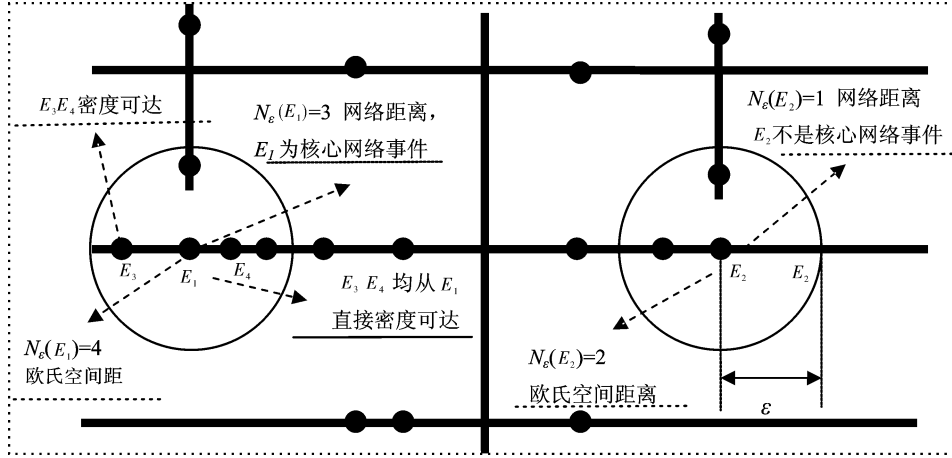 E₃E₄密度可达
Nε(E₁)=3 网络距离,
E₁为核心网络事件
Nε(E₂)=1 网络距离
E₂不是核心网络事件
E₃
E₁
E₄
E₃ E₄ 均从 E₁
直接密度可达
E₂
E₂
Nε(E₁)=4
欧氏空间距
Nε(E₂)=2
欧氏空间距离
ε